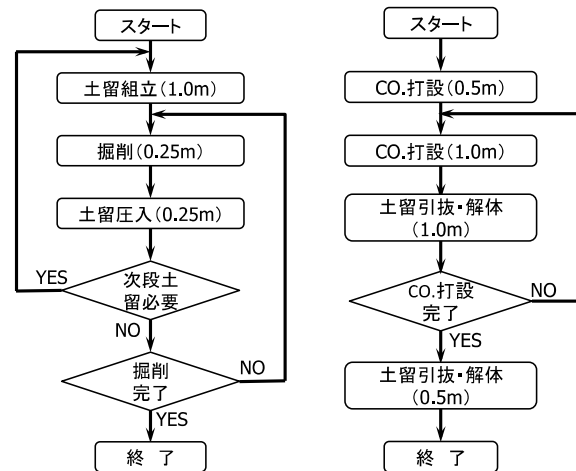 スタート
土留組立(1.0m)
掘削(0.25m)
土留圧入(0.25m)
YES
次段土
留必要
NO
掘削
完了
NO
YES
終 了
スタート
CO.打設(0.5m)
CO.打設(1.0m)
土留引抜・解体
(1.0m)
CO.打設
完了
NO
YES
土留引抜・解体
(0.5m)
終 了